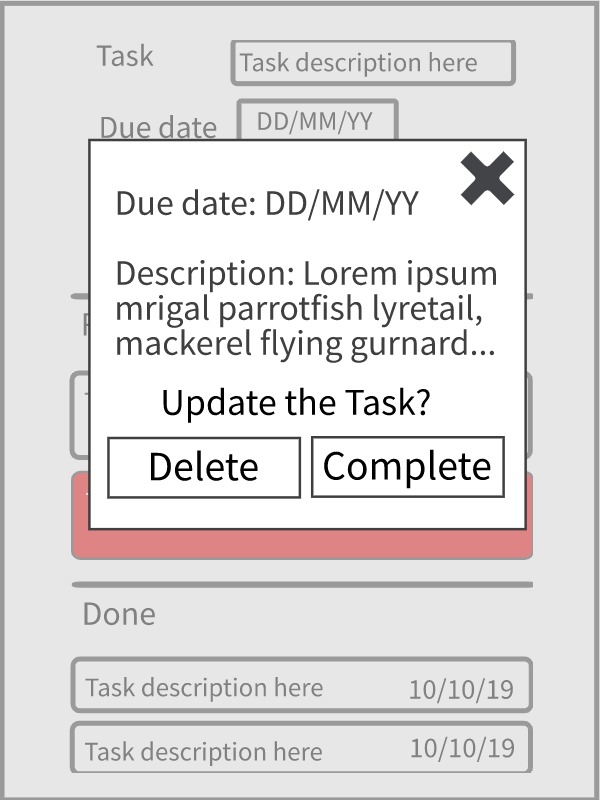 Task
Task description here
Due date
DD/MM/YY
Due date: DD/MM/YY
Description: Lorem ipsum
mrigal parrotfish lyretail,
mackerel flying gurnard...
Update the Task?
Delete
Complete
Done
Task description here
10/10/19
Task description here
10/10/19